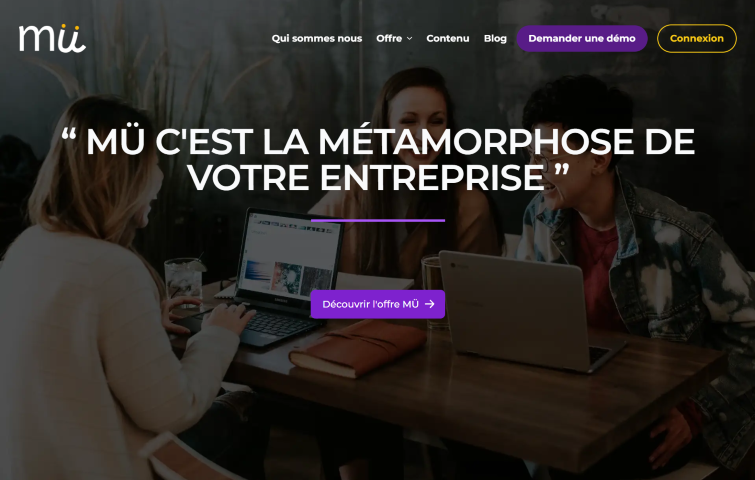 mü
Qui sommes nous
Offre
Contenu
Blog
Demander une démo
Connexion
“ MÜ C'EST LA MÉTAMORPHOSE DE
VOTRE ENTREPRISE ”
Découvrir l'offre MÜ →